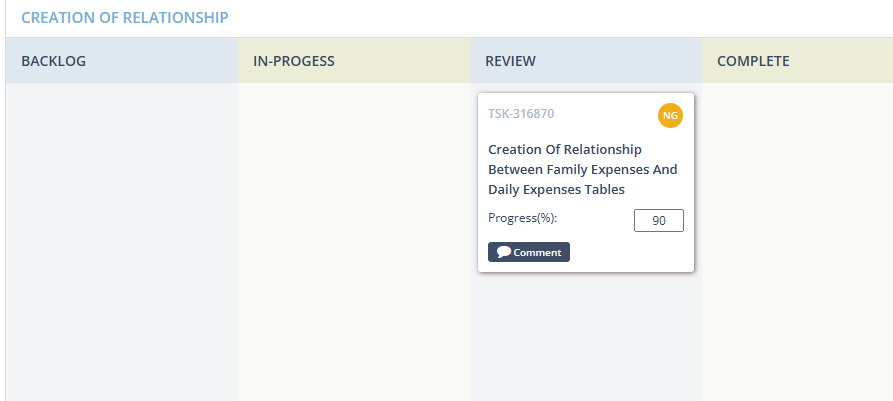 CREATION OF RELATIONSHIP
BACKLOG
IN-PROGESS
REVIEW
COMPLETE
TSK-316870
NG
Creation Of Relationship
Between Family Expenses And
Daily Expenses Tables
Progress(%):
90
Comment